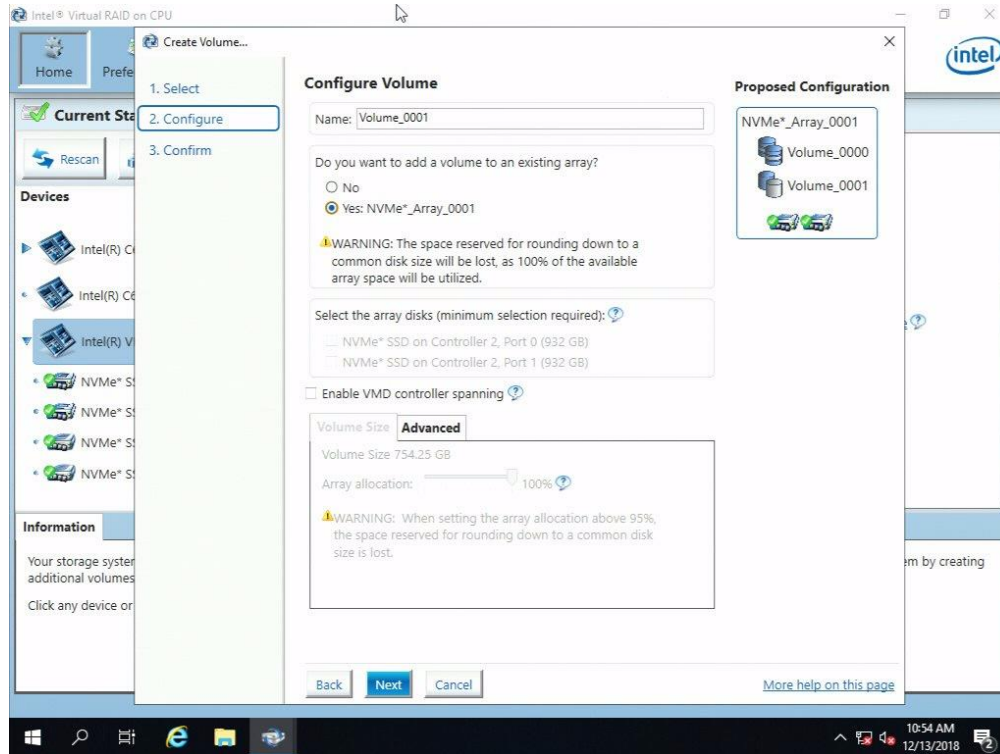 Intel® Virtual RAID on CPU
Home
Prefe
intel
Current Sta
Rescan
Devices
Intel(R) C6
Intel(R) C6
Intel(R) V
NVMe* SS
NVMe* SS
NVMe* SS
NVMe* SS
Information
Your storage system
additional volumes
Click any device or
em by creating
Create Volume...
1. Select
2. Configure
3. Confirm
Configure Volume
Name: Volume_0001
Do you want to add a volume to an existing array?
No
Yes: NVMe*_Array_0001
WARNING: The space reserved for rounding down to a
common disk size will be lost, as 100% of the available
array space will be utilized.
Select the array disks (minimum selection required):
NVMe* SSD on Controller 2, Port 0 (932 GB)
NVMe* SSD on Controller 2, Port 1 (932 GB)
Enable VMD controller spanning
Volume Size
Advanced
Volume Size 754.25 GB
Array allocation: 100%
WARNING: When setting the array allocation above 95%,
the space reserved for rounding down to a common disk
size is lost.
Proposed Configuration
NVMe*_Array_0001
Volume_0000
Volume_0001
Back
Next
Cancel
More help on this page
10:54 AM
12/13/2018
2